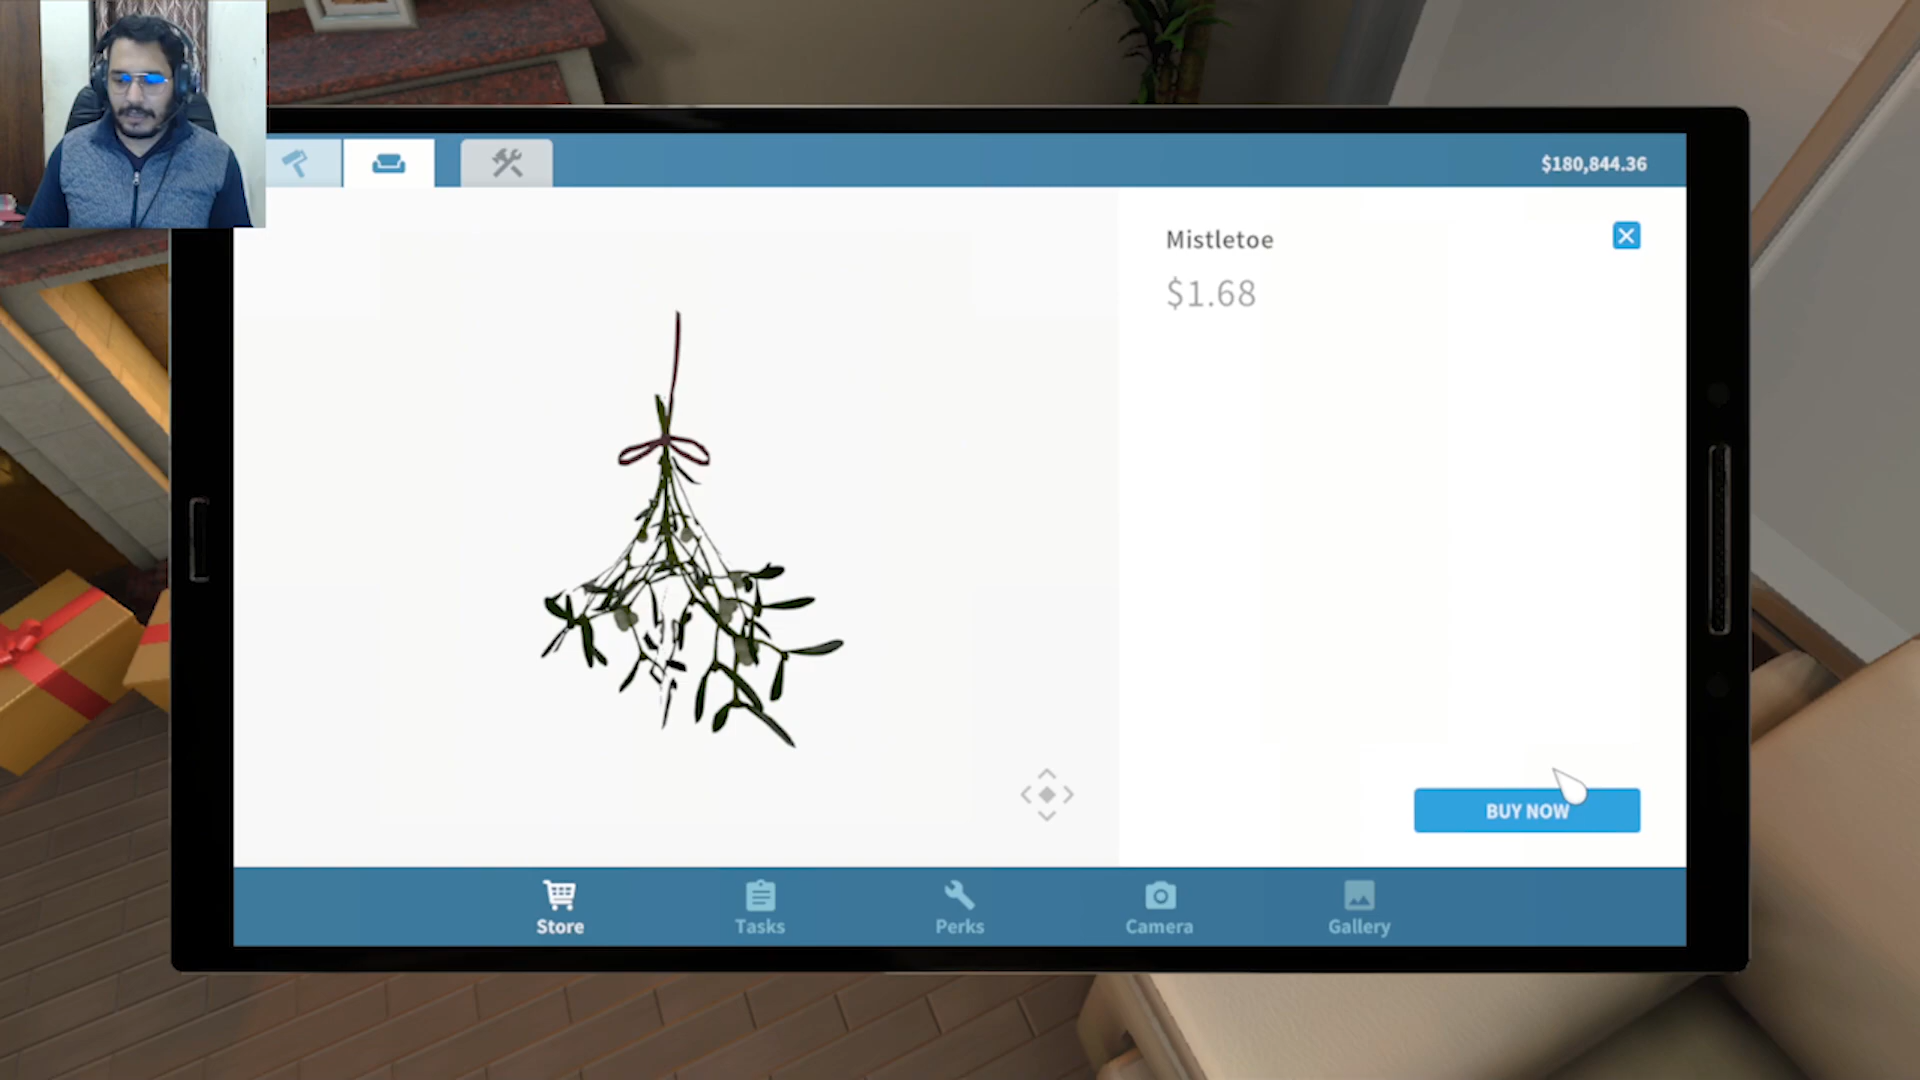 $180,844.36
Mistletoe
$1.68
BUY NOW
Store
Tasks
Perks
Camera
Gallery